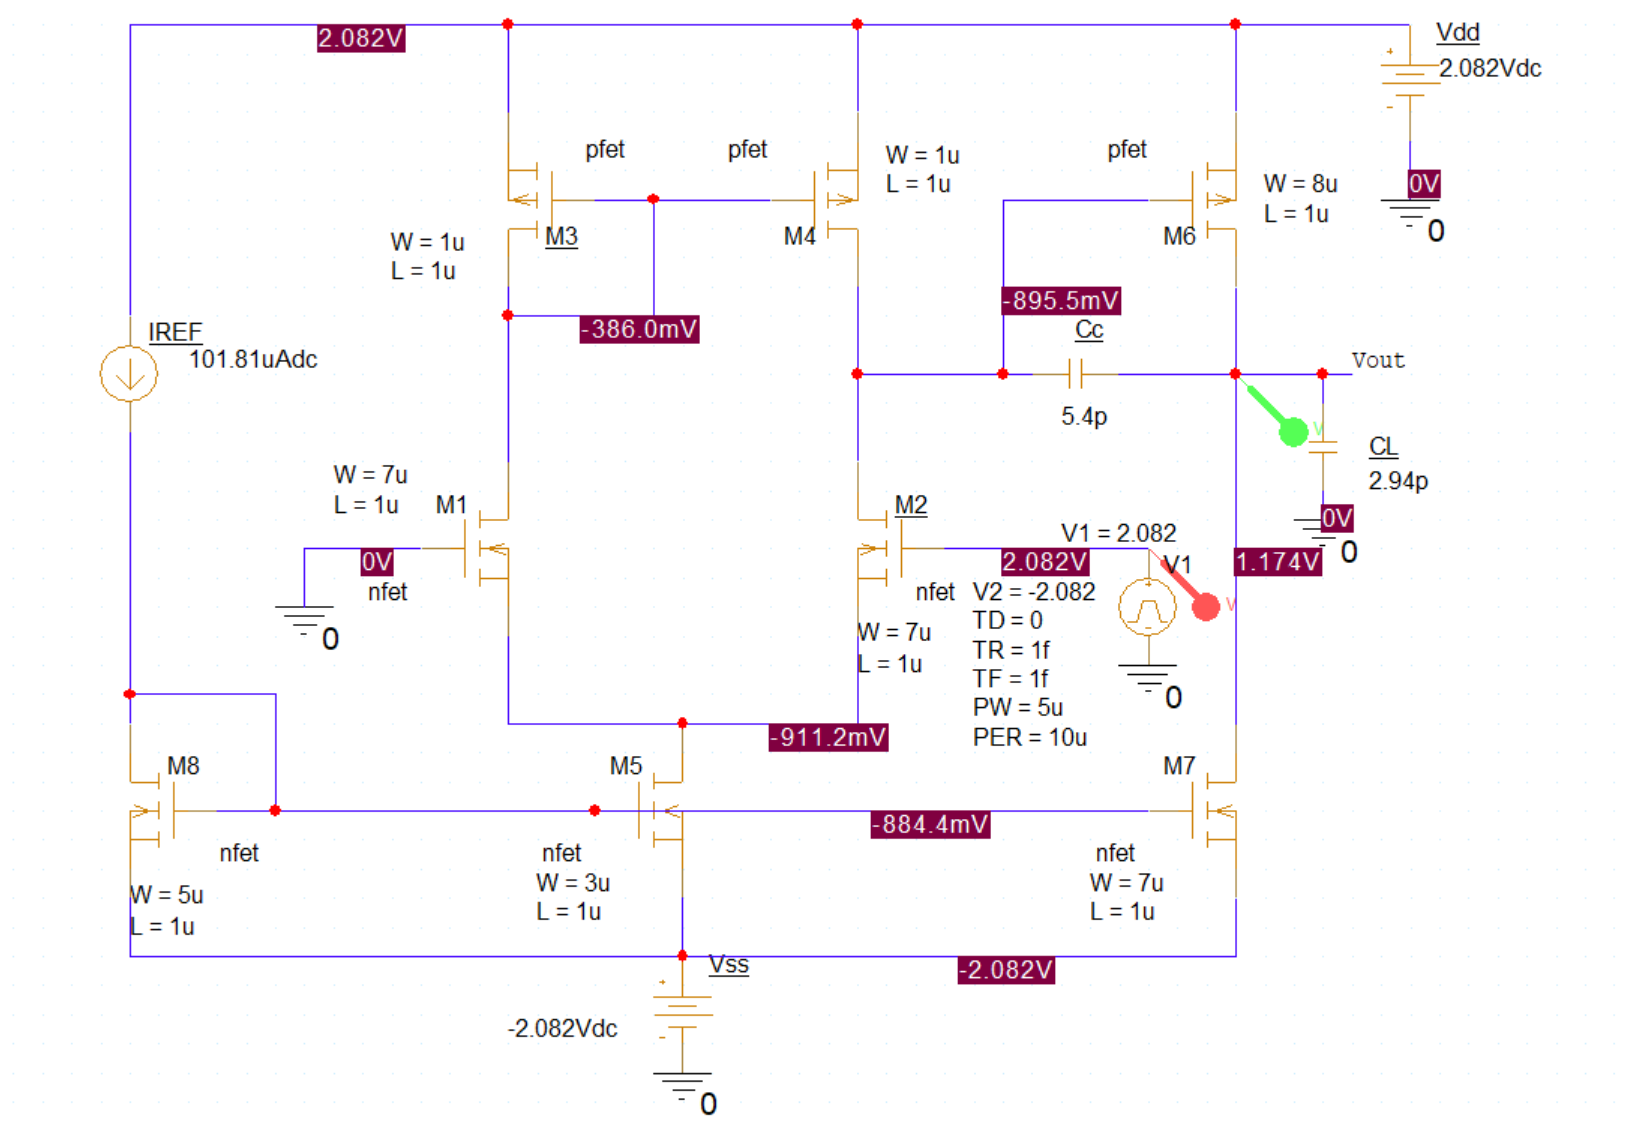 Vdd
2.082V
2.082Vdc
pfet
pfet
pfet
W = 1u
L = 1u
W = 8u
L = 1u
0V
0
M3
M4
M6
W = 1u
L = 1u
-895.5mV
-386.0mV
Cc
IREF
101.81uAdc
Vout
5.4p
CL
2.94p
W = 7u
L = 1u
M1
M2
0V
0
V1 = 2.082
0V
2.082V
V1
1.174V
nfet
nfet
V2 = -2.082
TD = 0
TR = 1f
TF = 1f
PW = 5u
PER = 10u
0
W = 7u
L = 1u
0
-911.2mV
M8
M5
M7
-884.4mV
nfet
nfet
nfet
W = 5u
L = 1u
W = 3u
L = 1u
W = 7u
L = 1u
Vss
-2.082V
-2.082Vdc
0